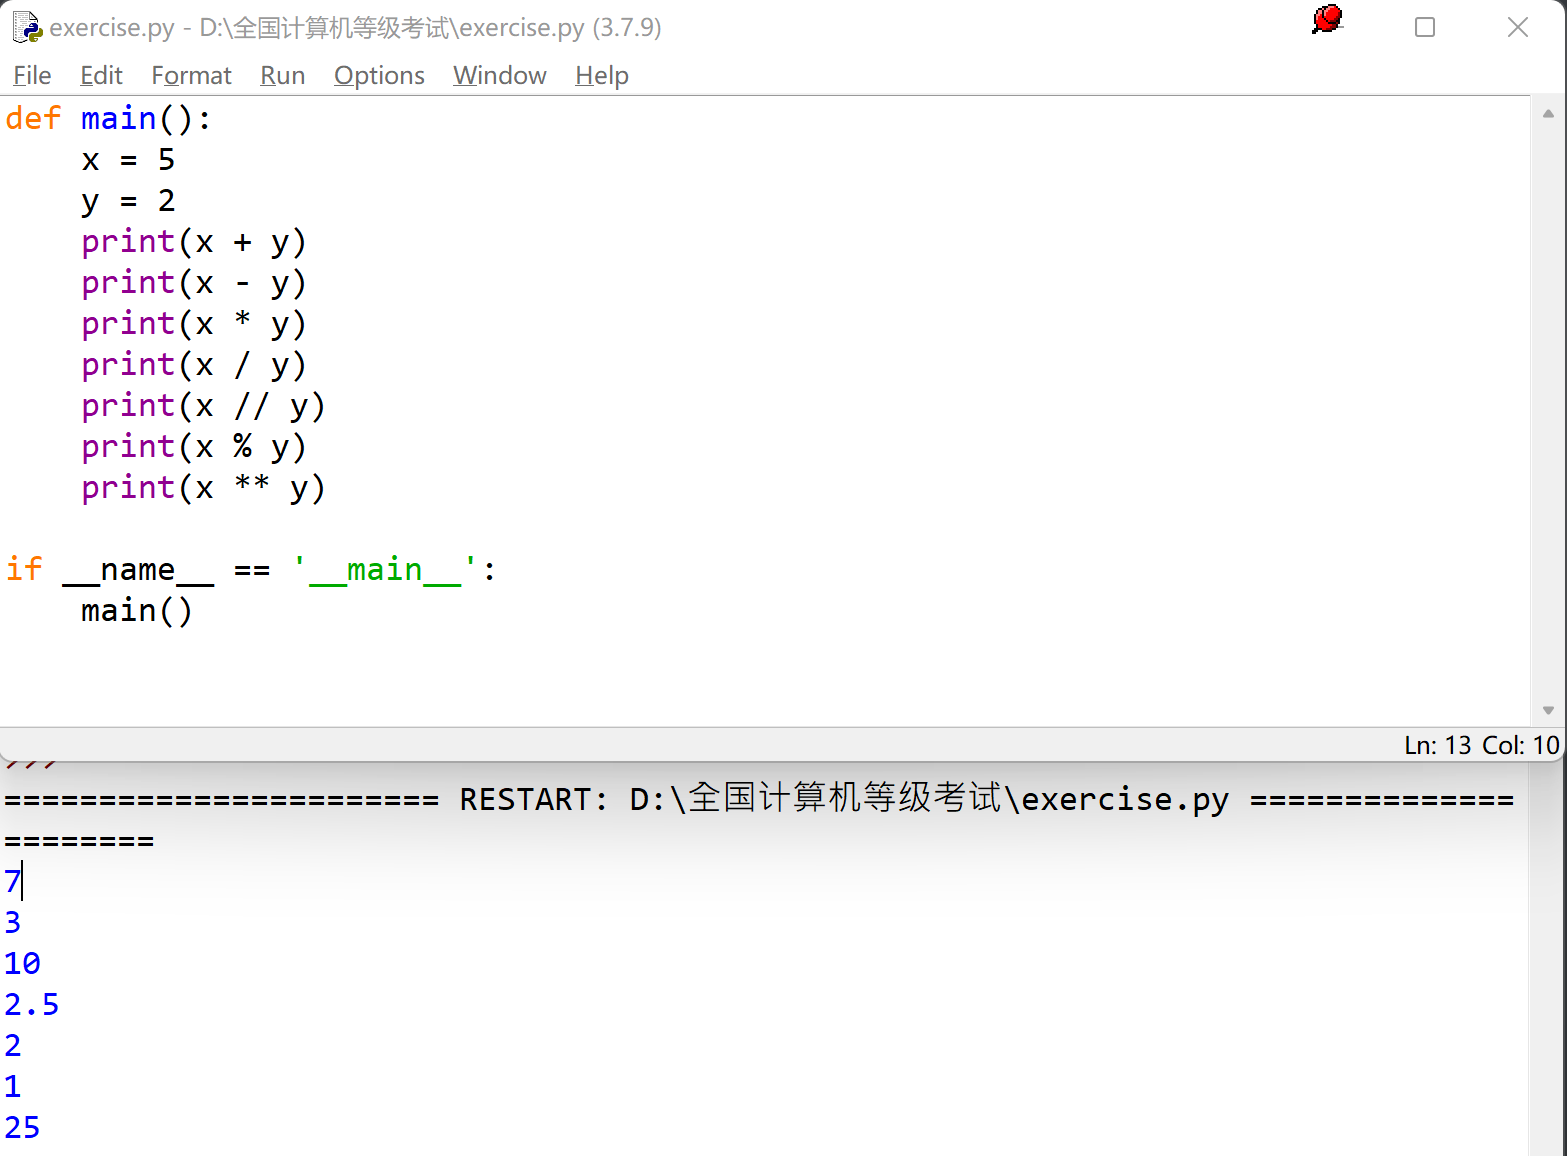 exercise.py - D:\全国计算机等级考试\exercise.py (3.7.9)
File Edit Format Run Options Window Help
def main():
    x = 5
    y = 2
    print(x + y)
    print(x - y)
    print(x * y)
    print(x / y)
    print(x // y)
    print(x % y)
    print(x ** y)
if __name__ == '__main__':
    main()
Ln: 13 Col: 10
======================= RESTART: D:\全国计算机等级考试\exercise.py ==============
========
7
3
10
2.5
2
1
25